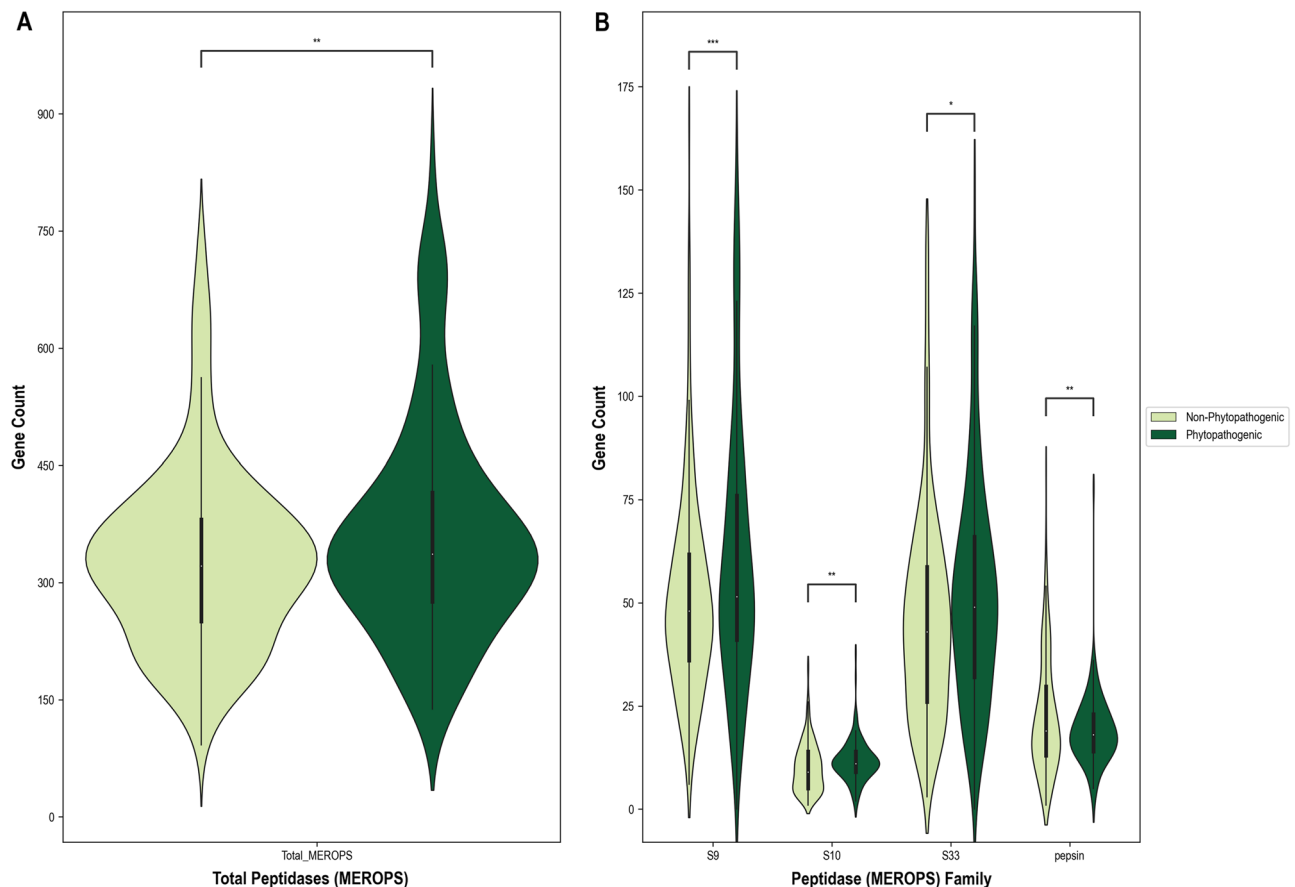 A
**
Gene Count
900
750
600
450
300
150
0
Total_MEROPS
Total Peptidases (MEROPS)
B
***
**
*
**
Gene Count
175
150
125
100
75
50
25
0
S9 S10 S33 pepsin
Peptidase (MEROPS) Family
Non-Phytopathogenic
Phytopathogenic